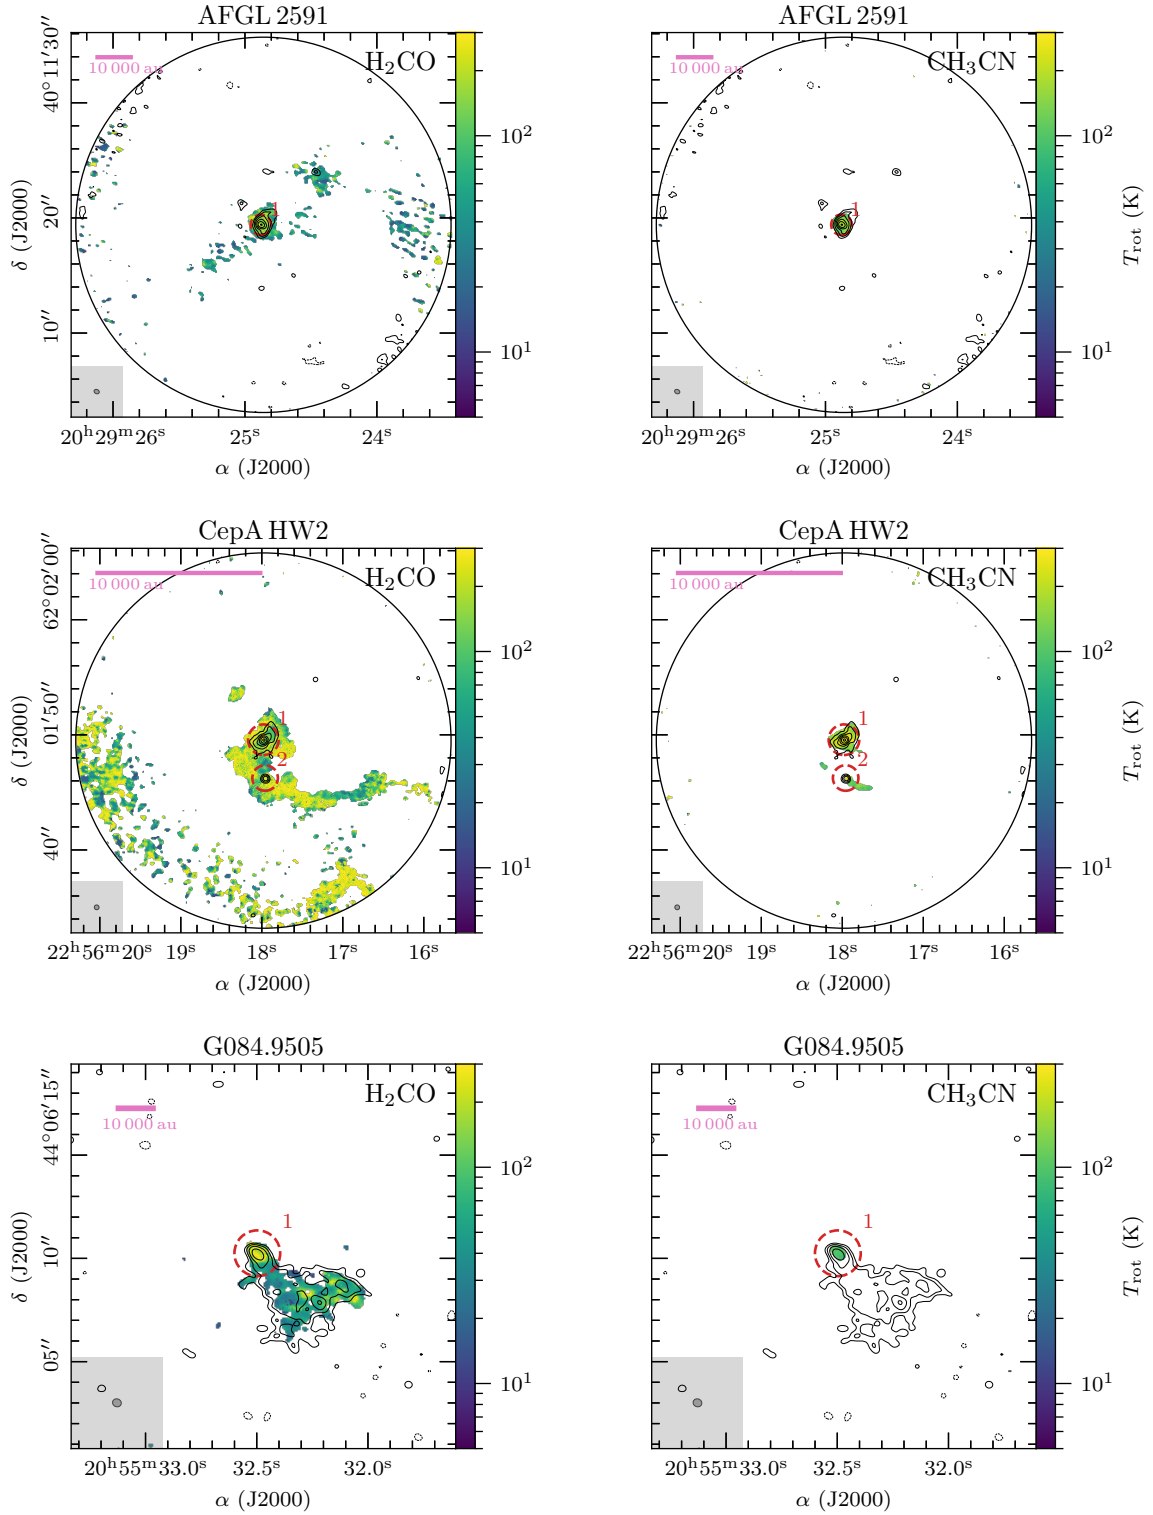 AFGL 2591
AFGL 2591
H₂CO
10 000 au
CH₃CN
10 000 au
40°11′30″
20″
10″
δ (J2000)
1
1
10²
10¹
10²
10¹
T_rot (K)
20ʰ29ᵐ26ˢ 25ˢ 24ˢ
20ʰ29ᵐ26ˢ 25ˢ 24ˢ
α (J2000)
α (J2000)
CepA HW2
CepA HW2
H₂CO
10 000 au
CH₃CN
10 000 au
62°02′00″
01′50″
40″
δ (J2000)
1
2
1
2
10²
10¹
10²
10¹
T_rot (K)
22ʰ56ᵐ20ˢ 19ˢ 18ˢ 17ˢ 16ˢ
22ʰ56ᵐ20ˢ 19ˢ 18ˢ 17ˢ 16ˢ
α (J2000)
α (J2000)
G084.9505
G084.9505
H₂CO
10 000 au
CH₃CN
10 000 au
44°06′15″
10″
05″
δ (J2000)
1
1
10²
10¹
10²
10¹
T_rot (K)
20ʰ55ᵐ33.0ˢ 32.5ˢ 32.0ˢ
20ʰ55ᵐ33.0ˢ 32.5ˢ 32.0ˢ
α (J2000)
α (J2000)